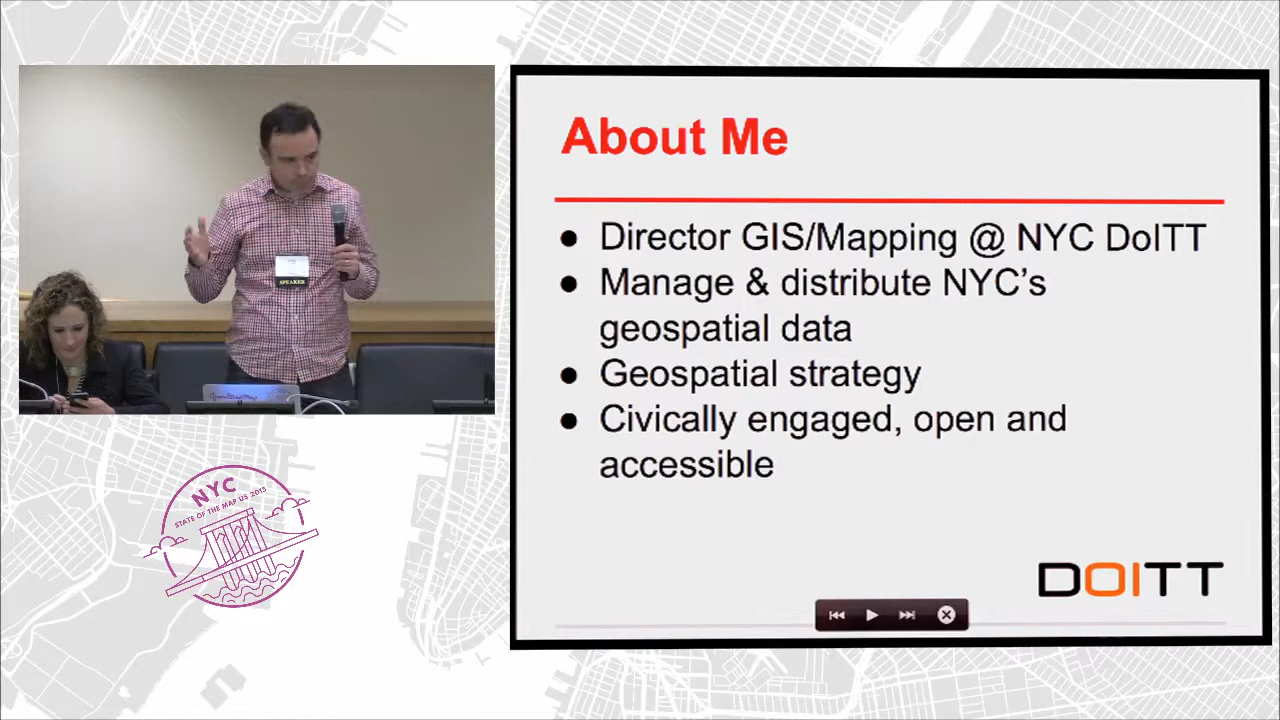 About Me
● Director GIS/Mapping @ NYC DoITT
● Manage & distribute NYC's
geospatial data
● Geospatial strategy
● Civically engaged, open and
accessible
DOITT
SPEAKER
OpenStreetMap
NYC
STATE OF THE MAP US 2015